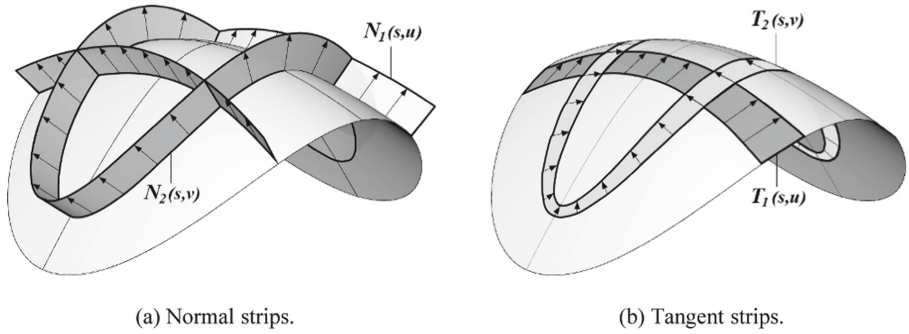 N₁(s,u)
N₂(s,v)
(a) Normal strips.
T₂(s,v)
T₁(s,u)
(b) Tangent strips.